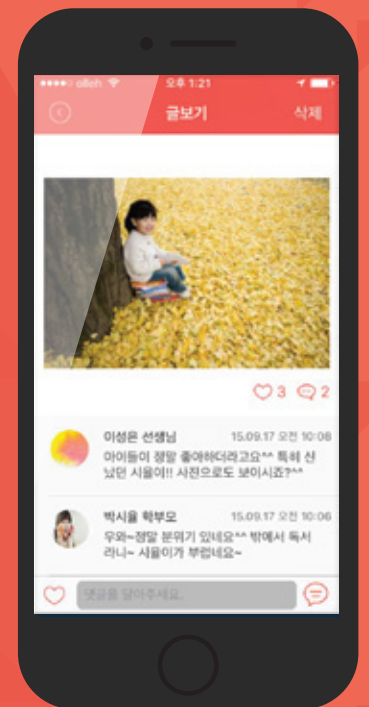 olleh 오후 1:21
글보기 삭제
3 2
이성은 선생님 15.09.17 오전 10:08
아이들이 정말 좋아하더라고요^^ 특히 신
났던 시율이!! 사진으로도 보이시죠?^^
박시율 학부모 15.09.17 오전 10:06
우와~정말 분위기 있네요^^ 밖에서 독서
라니~ 시율이가 부럽네요~
댓글을 달아주세요.